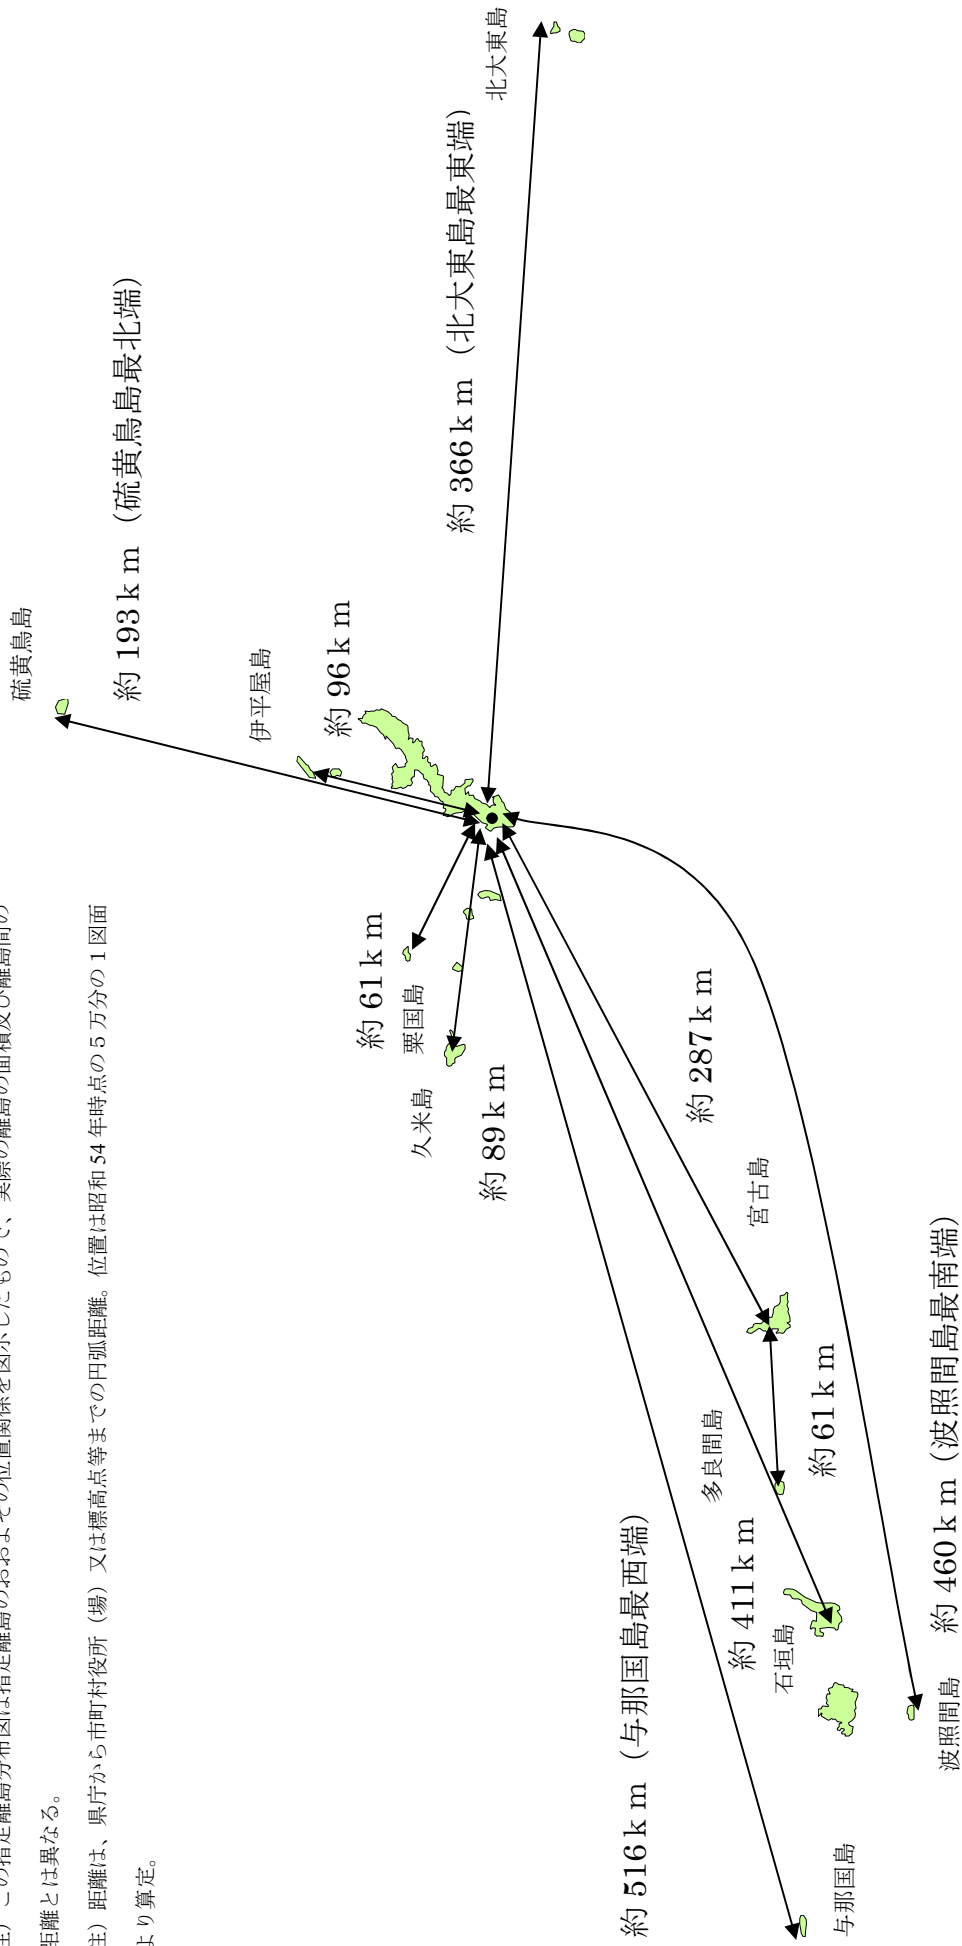 注）この指定離島分布図は指定離島のおおよその位置関係を図示したもので、実際の離島の面積及び離島間の
距離とは異なる。
注）距離は、県庁から市町村役所（場）又は標高点等までの円弧距離。位置は昭和54年時点の５万分の１図面
より算定。
硫黄鳥島
約193ｋｍ（硫黄鳥島最北端）
伊平屋島
約96ｋｍ
北大東島
約366ｋｍ（北大東島最東端）
約61ｋｍ
粟国島
久米島
約89ｋｍ
約287ｋｍ
宮古島
約61ｋｍ
多良間島
約411ｋｍ
石垣島
約516ｋｍ（与那国島最西端）
与那国島
約460ｋｍ（波照間島最南端）
波照間島